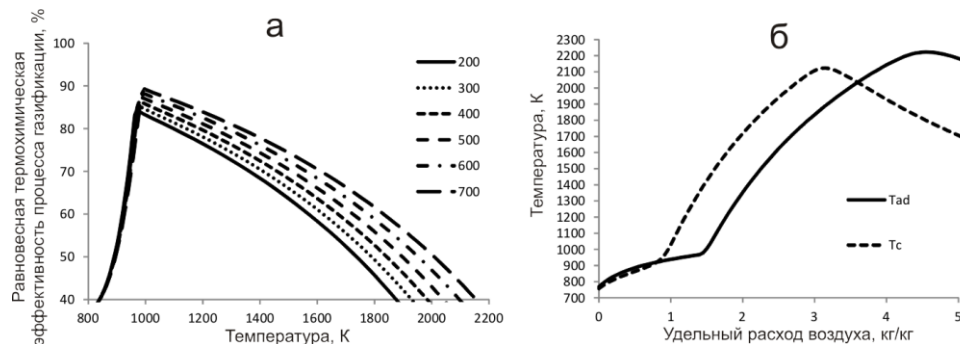 а
Равновесная термохимическая
эффективность процесса газификации, %
100
90
80
70
60
50
40
800 1000 1200 1400 1600 1800 2000 2200
Температура, К
200
300
400
500
600
700
б
Температура, К
2300
2200
2100
2000
1900
1800
1700
1600
1500
1400
1300
1200
1100
1000
900
800
700
0 1 2 3 4 5
Удельный расход воздуха, кг/кг
Tad
Tc